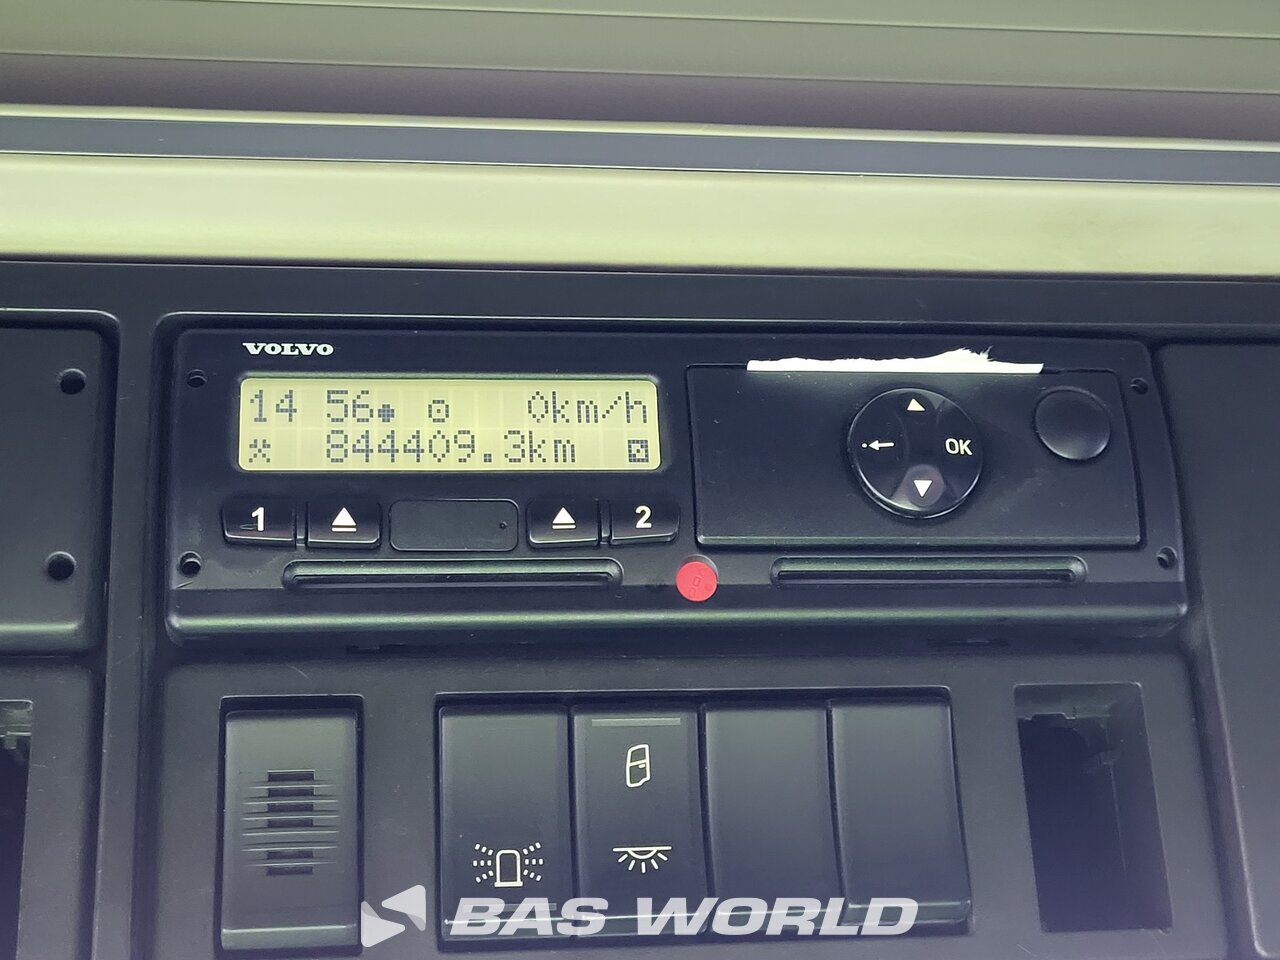 VOLVO
14 56 0km/h
844409.3km
1 2
OK
BAS WORLD